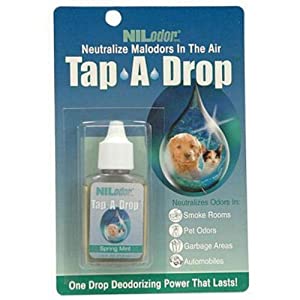 NILodor
Neutralize Malodors In The Air
Tap A Drop
Neutralizes Odors In:
Smoke Rooms
Pet Odors
Garbage Areas
Automobiles
NILodor
Tap A Drop
Spring Mint
One Drop Deodorizing Power That Lasts!